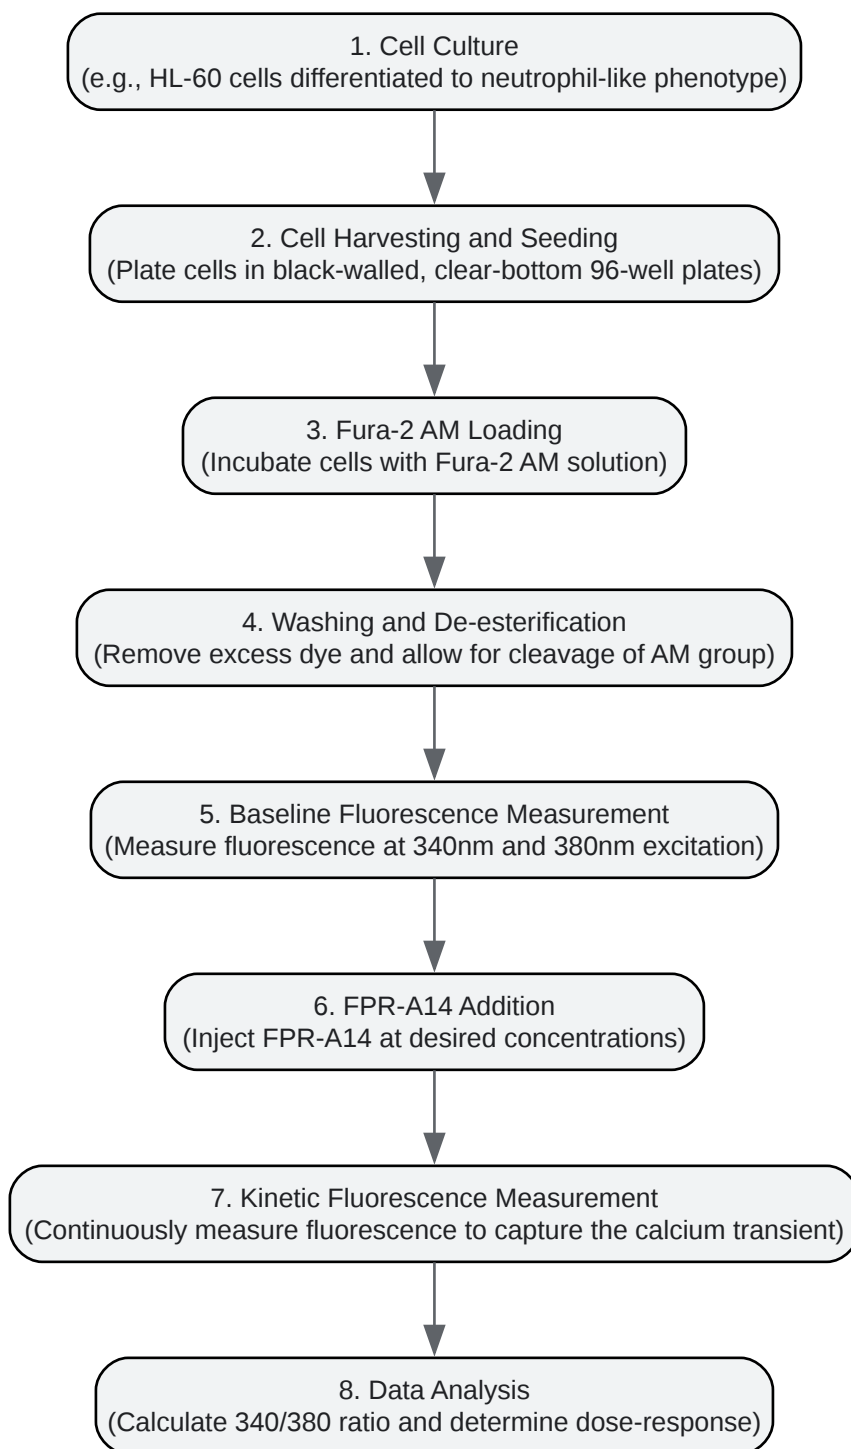 1. Cell Culture
(e.g., HL-60 cells differentiated to neutrophil-like phenotype)
2. Cell Harvesting and Seeding
(Plate cells in black-walled, clear-bottom 96-well plates)
3. Fura-2 AM Loading
(Incubate cells with Fura-2 AM solution)
4. Washing and De-esterification
(Remove excess dye and allow for cleavage of AM group)
5. Baseline Fluorescence Measurement
(Measure fluorescence at 340nm and 380nm excitation)
6. FPR-A14 Addition
(Inject FPR-A14 at desired concentrations)
7. Kinetic Fluorescence Measurement
(Continuously measure fluorescence to capture the calcium transient)
8. Data Analysis
(Calculate 340/380 ratio and determine dose-response)